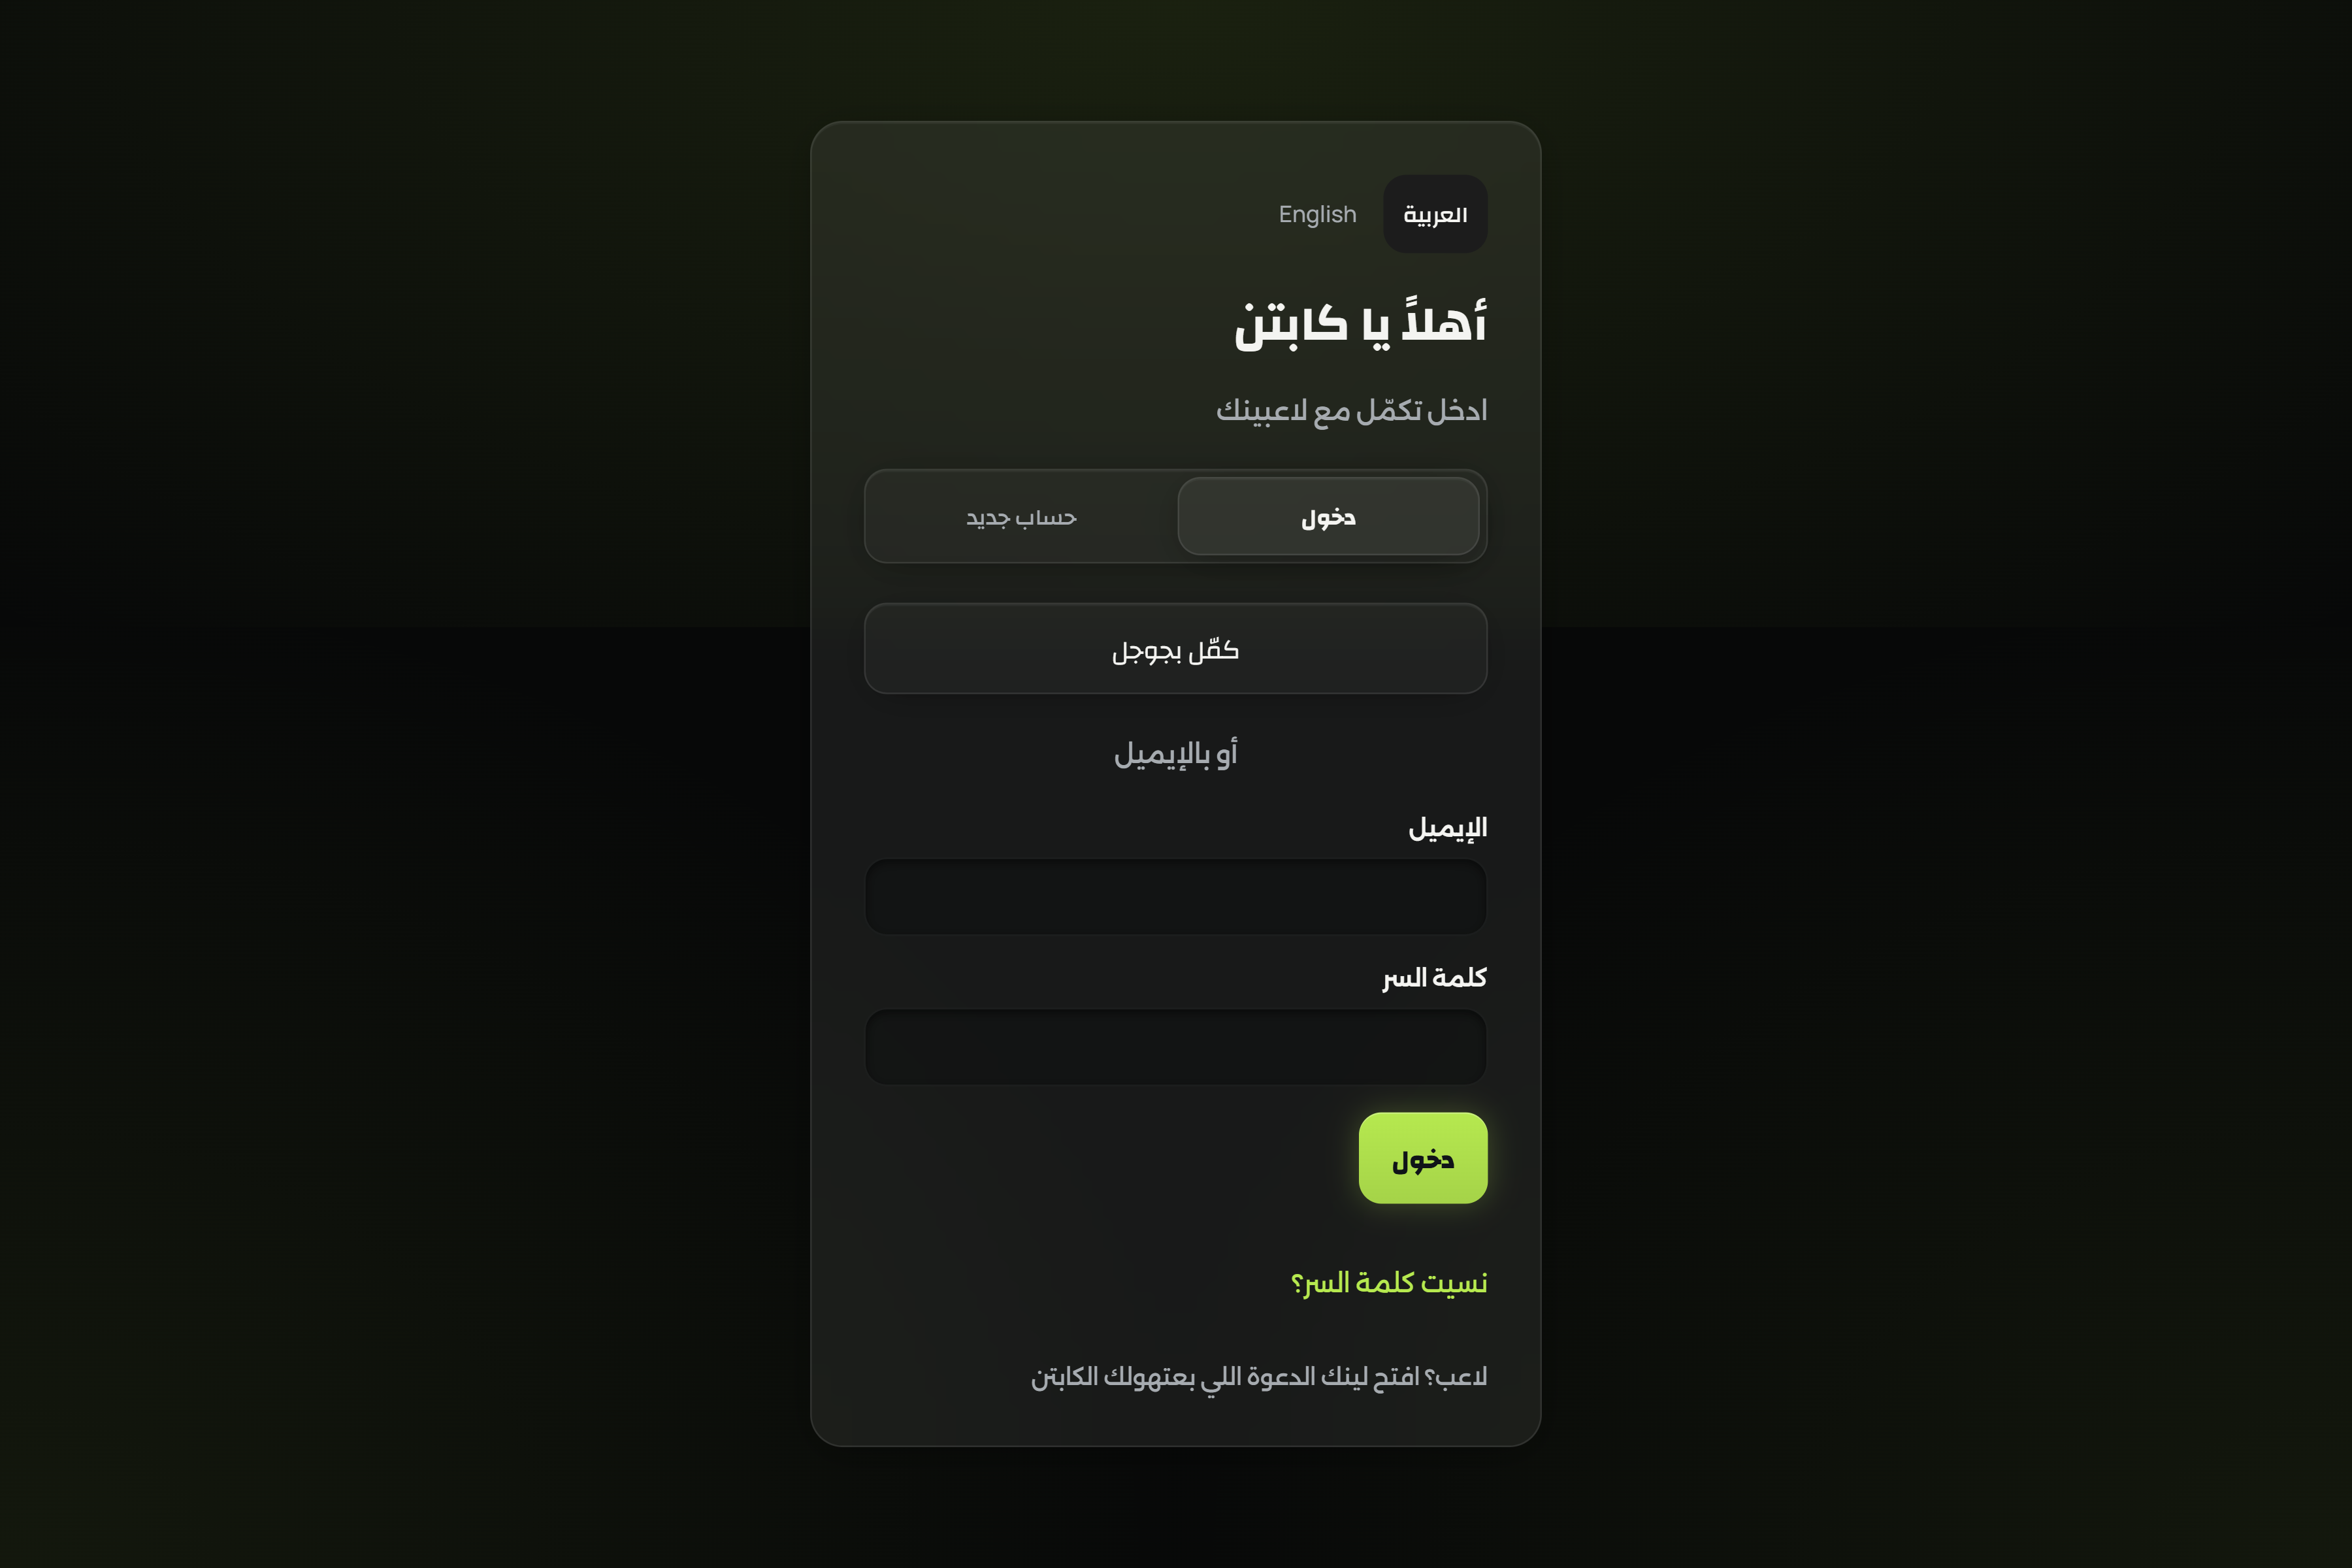 العربية English
أهلاً يا كابتن
ادخل تكمّل مع لاعبينك
دخول حساب جديد
كمّل بجوجل
أو بالإيميل
الإيميل
كلمة السر
دخول
نسيت كلمة السر؟
لاعب؟ افتح لينك الدعوة اللي بعتهولك الكابتن